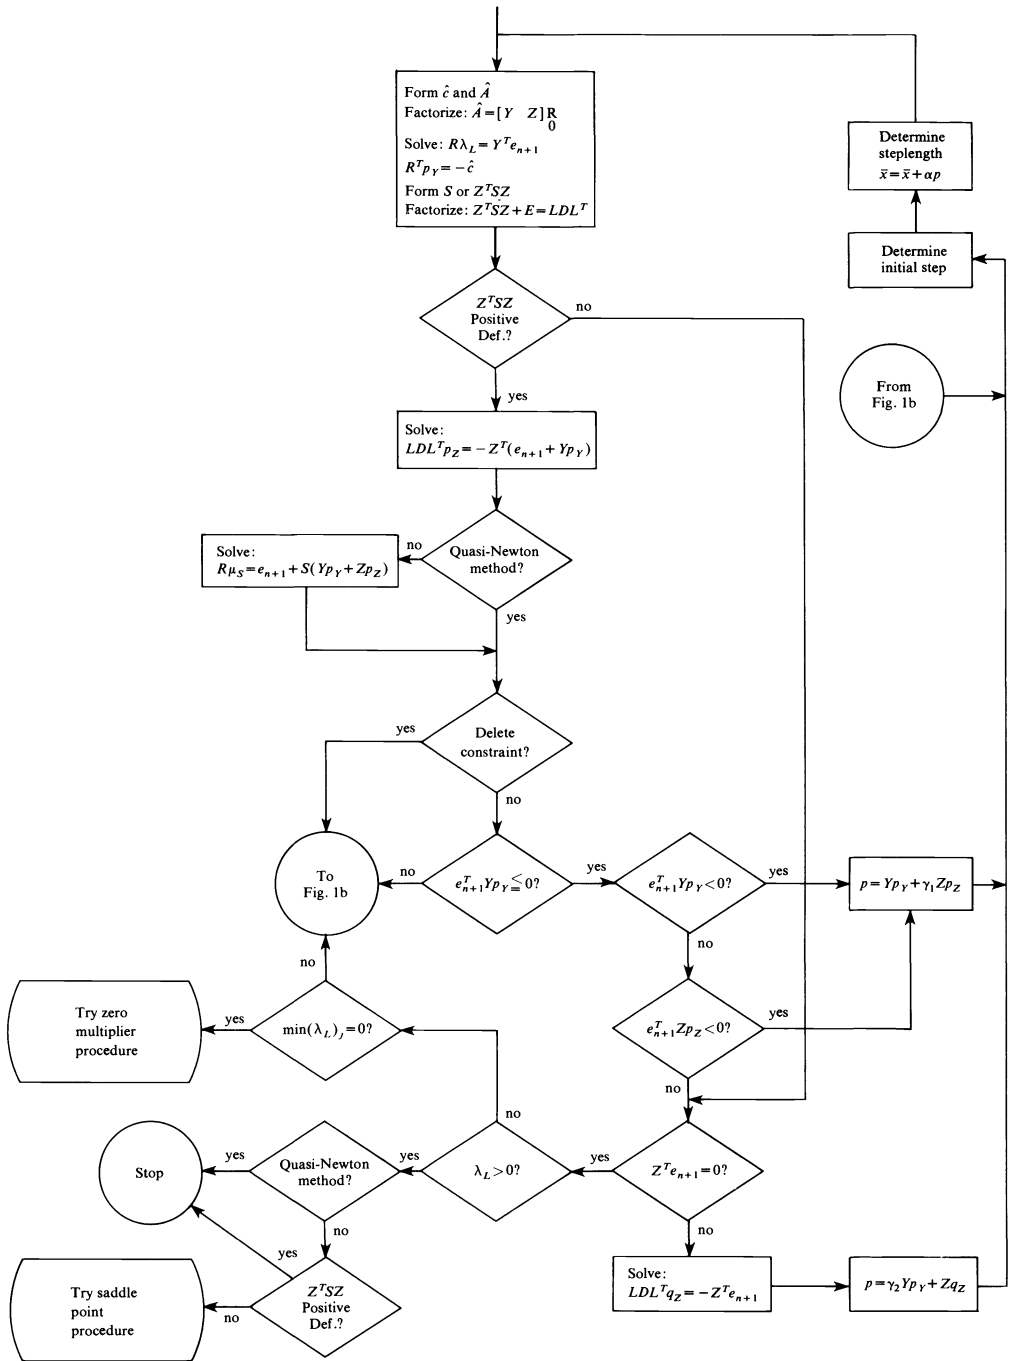 Form ĉ and Â
Factorize: Â = [Y Z] R
0
Solve: Rλ_L = Y^T e_{n+1}
R^T p_Y = −ĉ
Form S or Z^T SZ
Factorize: Z^T SZ + E = LDL^T
Determine
steplength
x̄ = x̄ + αp
Determine
initial step
Z^T SZ
Positive
Def.?
no
From
Fig. 1b
yes
Solve:
LDL^T p_Z = −Z^T(e_{n+1} + Yp_Y)
Quasi-Newton
method?
no
Solve:
Rμ_S = e_{n+1} + S(Yp_Y + Zp_Z)
yes
Delete
constraint?
yes
no
To
Fig. 1b
no
e^T_{n+1} Yp_Y ≤ 0?
yes
e^T_{n+1} Yp_Y < 0?
yes
p = Yp_Y + γ_1 Zp_Z
no
no
Try zero
multiplier
procedure
yes
min(λ_L)_j = 0?
e^T_{n+1} Zp_Z < 0?
yes
no
no
Stop
yes
Quasi-Newton
method?
yes
λ_L > 0?
yes
Z^T e_{n+1} = 0?
no
no
yes
Try saddle
point
procedure
no
Z^T SZ
Positive
Def.?
Solve:
LDL^T q_Z = −Z^T e_{n+1}
p = γ_2 Yp_Y + Zq_Z